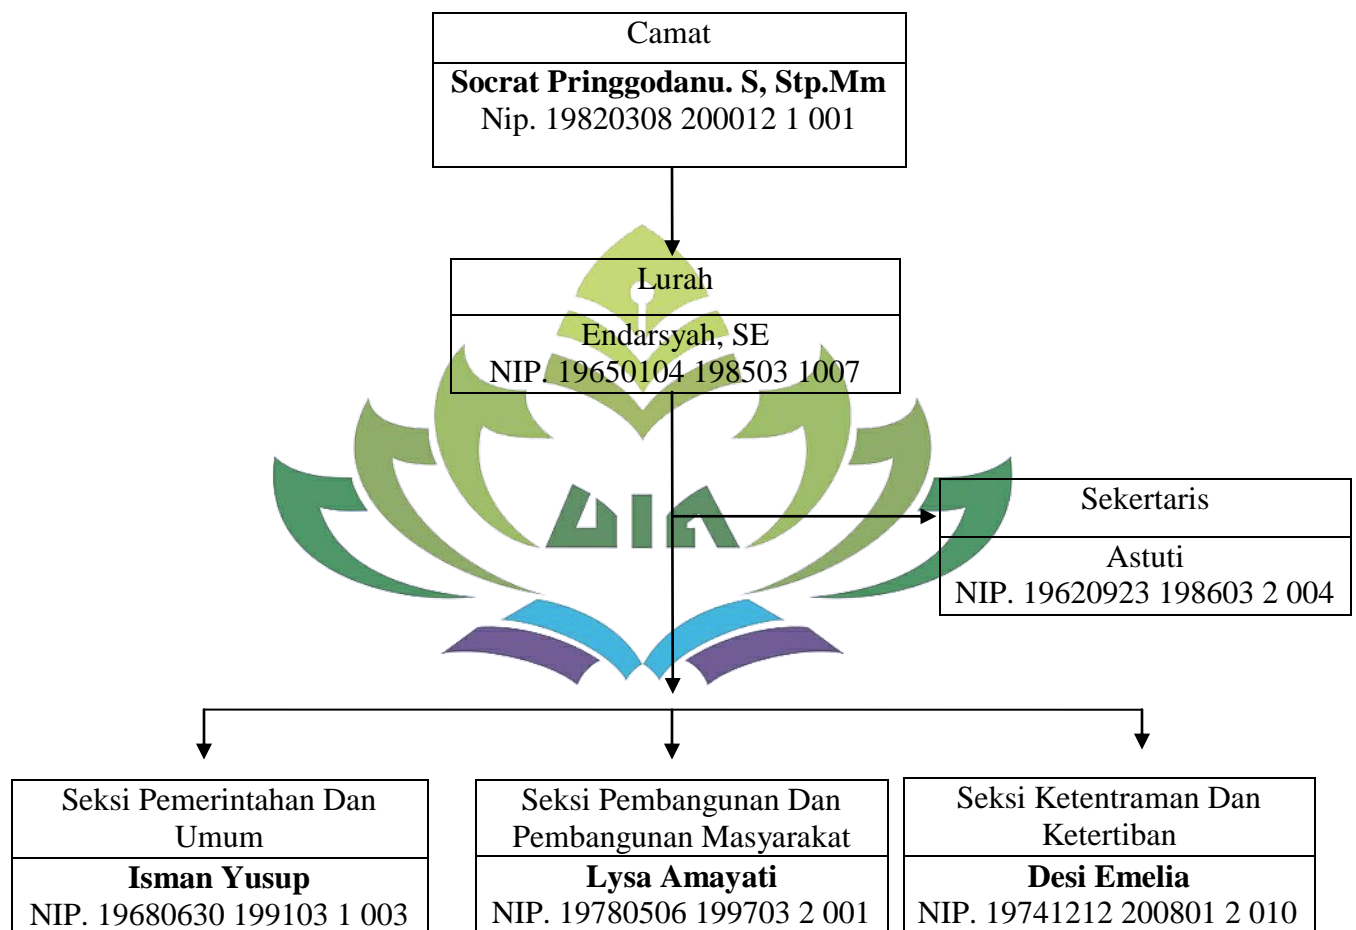 Camat
Socrat Pringgodanu. S, Stp.Mm
Nip. 19820308 200012 1 001
Lurah
Endarsyah, SE
NIP. 19650104 198503 1007
UIN
Sekertaris
Astuti
NIP. 19620923 198603 2 004
Seksi Pemerintahan Dan
Umum
Isman Yusup
NIP. 19680630 199103 1 003
Seksi Pembangunan Dan
Pembangunan Masyarakat
Lysa Amayati
NIP. 19780506 199703 2 001
Seksi Ketentraman Dan
Ketertiban
Desi Emelia
NIP. 19741212 200801 2 010